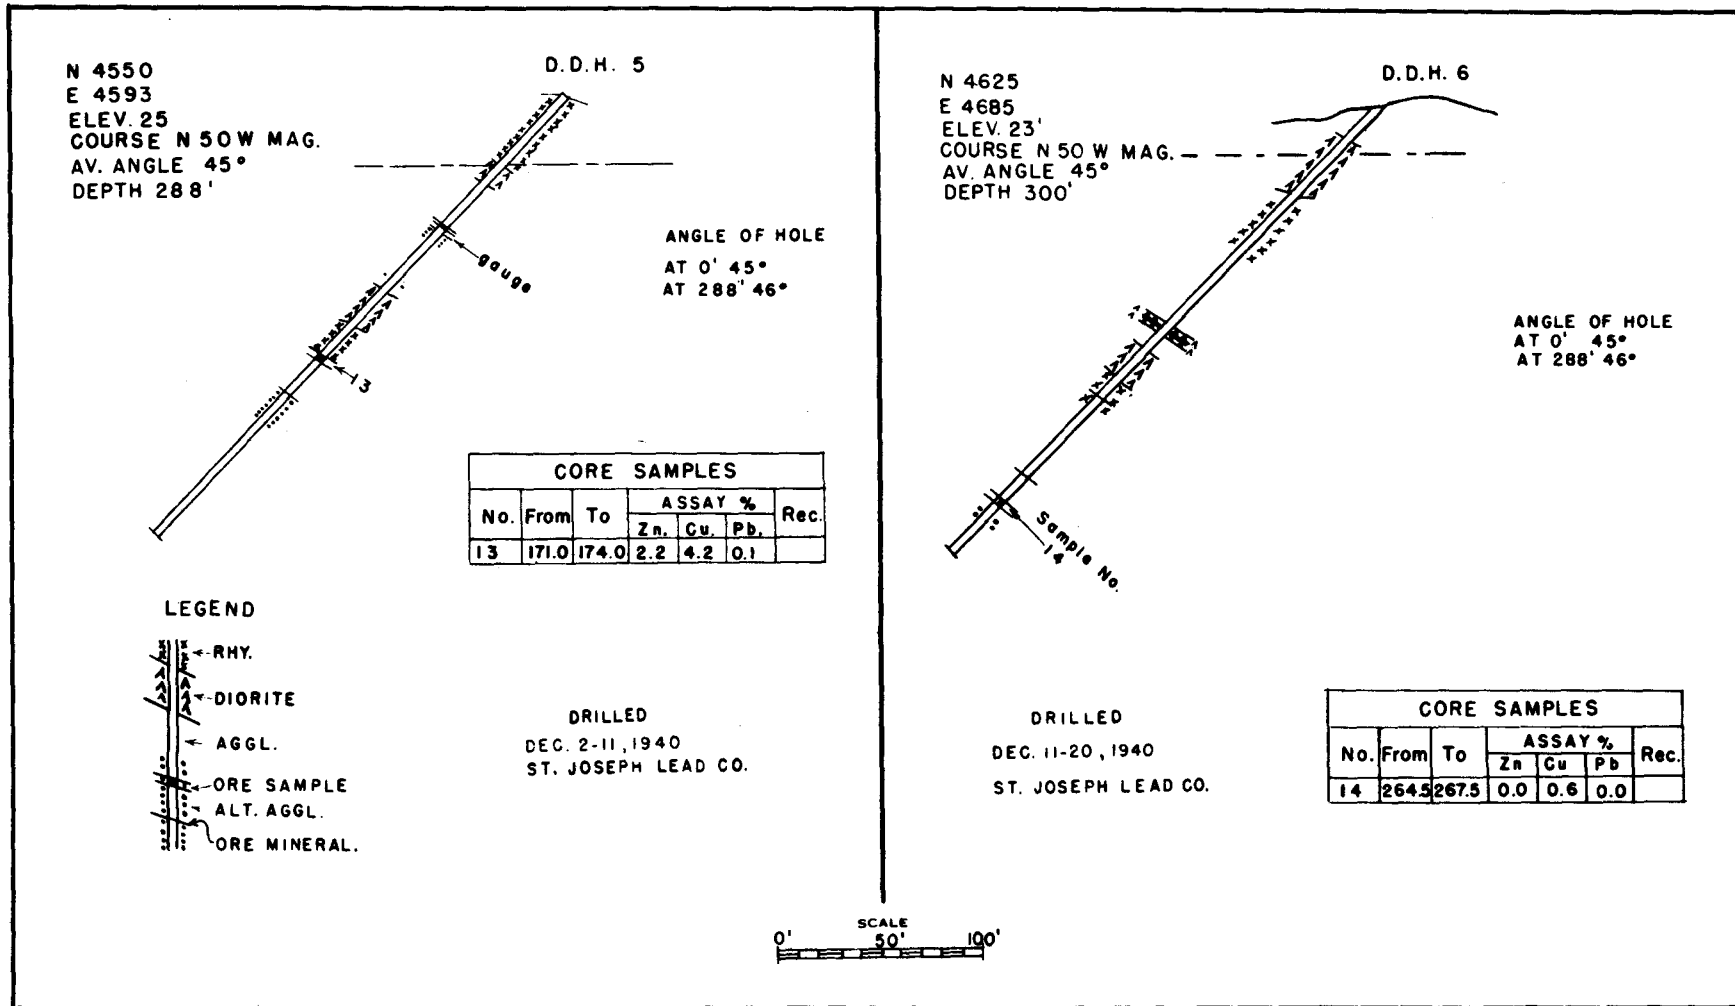 N 4550
E 4593
ELEV. 25
COURSE N 50 W MAG.
AV. ANGLE 45°
DEPTH 288'
D.D.H. 5
gauge
ANGLE OF HOLE
AT 0' 45°
AT 288' 46°
13
CORE SAMPLES
No. From To ASSAY % Rec.
Zn. Cu. Pb.
13 171.0 174.0 2.2 4.2 0.1
LEGEND
RHY.
DIORITE
AGGL.
ORE SAMPLE
ALT. AGGL.
ORE MINERAL.
DRILLED
DEC. 2-11, 1940
ST. JOSEPH LEAD CO.
N 4625
E 4685
ELEV. 23'
COURSE N 50 W MAG.
AV. ANGLE 45°
DEPTH 300'
D.D.H. 6
ANGLE OF HOLE
AT 0' 45°
AT 288' 46°
Sample No.
14
DRILLED
DEC. 11-20, 1940
ST. JOSEPH LEAD CO.
CORE SAMPLES
No. From To ASSAY % Rec.
Zn Cu Pb
14 264.5 267.5 0.0 0.6 0.0
SCALE
0' 50' 100'